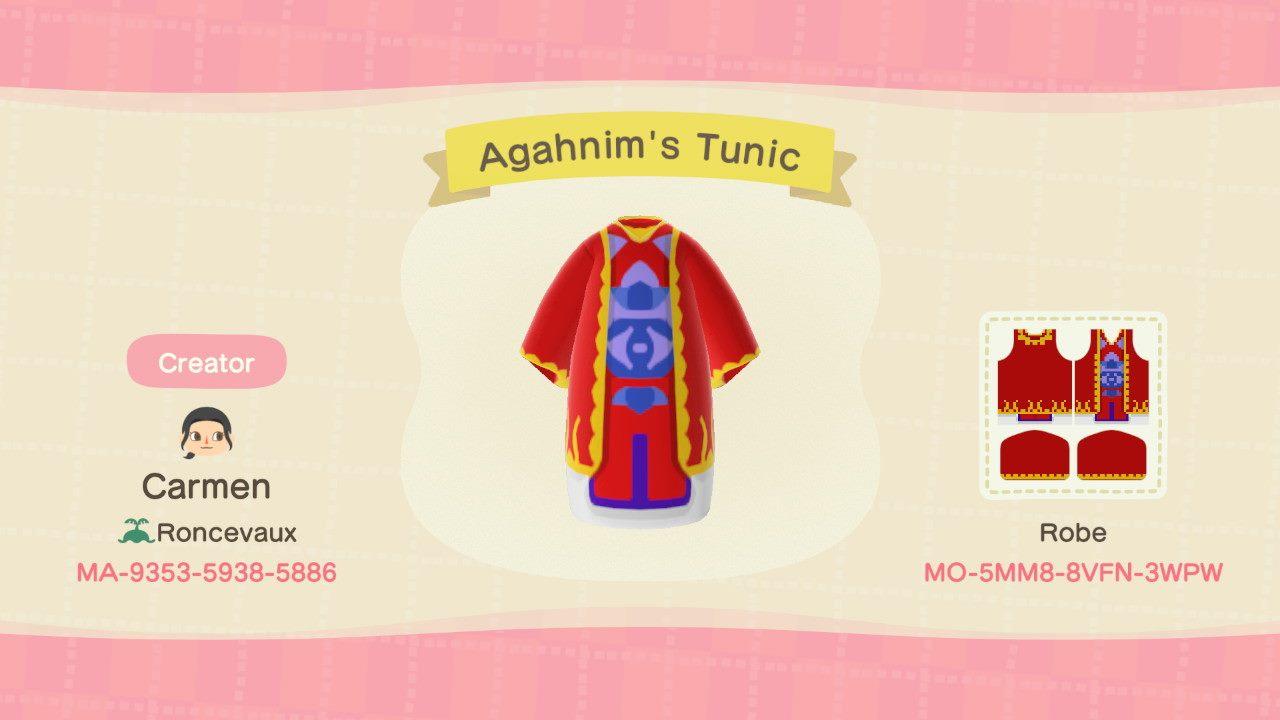 Agahnim's Tunic
Creator
Carmen
Roncevaux
MA-9353-5938-5886
Robe
MO-5MM8-8VFN-3WPW